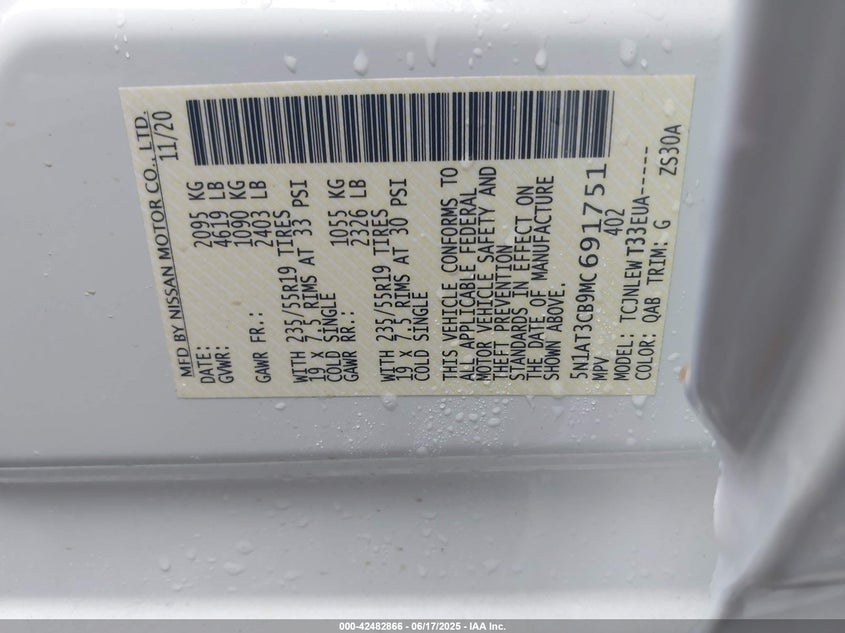 MFD BY NISSAN MOTOR CO., LTD.
DATE: 11/20
GVWR: 2095 KG
4619 LB
GAWR FR.: 1090 KG
2403 LB
WITH 235/55R19 TIRES
19 x 7.5 RIMS AT 33 PSI
COLD SINGLE
GAWR RR.: 1055 KG
2326 LB
WITH 235/55R19 TIRES
19 x 7.5 RIMS AT 30 PSI
COLD SINGLE
THIS VEHICLE CONFORMS TO
ALL APPLICABLE FEDERAL
MOTOR VEHICLE SAFETY AND
THEFT PREVENTION
STANDARDS IN EFFECT ON
THE DATE OF MANUFACTURE
SHOWN ABOVE.
5N1AT3CB9MC691751
MPV 402
MODEL: TCJNLEWT33EUA------
COLOR: QAB TRIM: G ZS30A
000-42482866 - 06/17/2025 - IAA Inc.